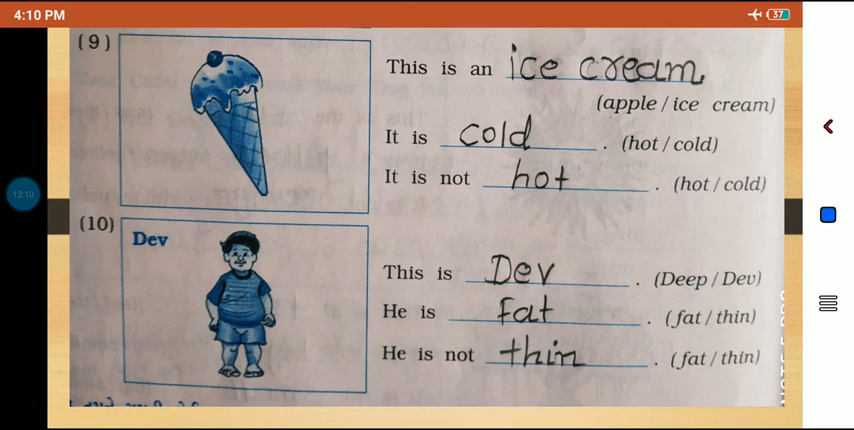 4:10 PM
37
(9)
This is an ice cream
(apple / ice cream)
It is cold . (hot / cold)
It is not hot . (hot / cold)
13:10
(10)
Dev
This is Dev . (Deep / Dev)
He is Fat . (fat / thin)
He is not thin . (fat / thin)